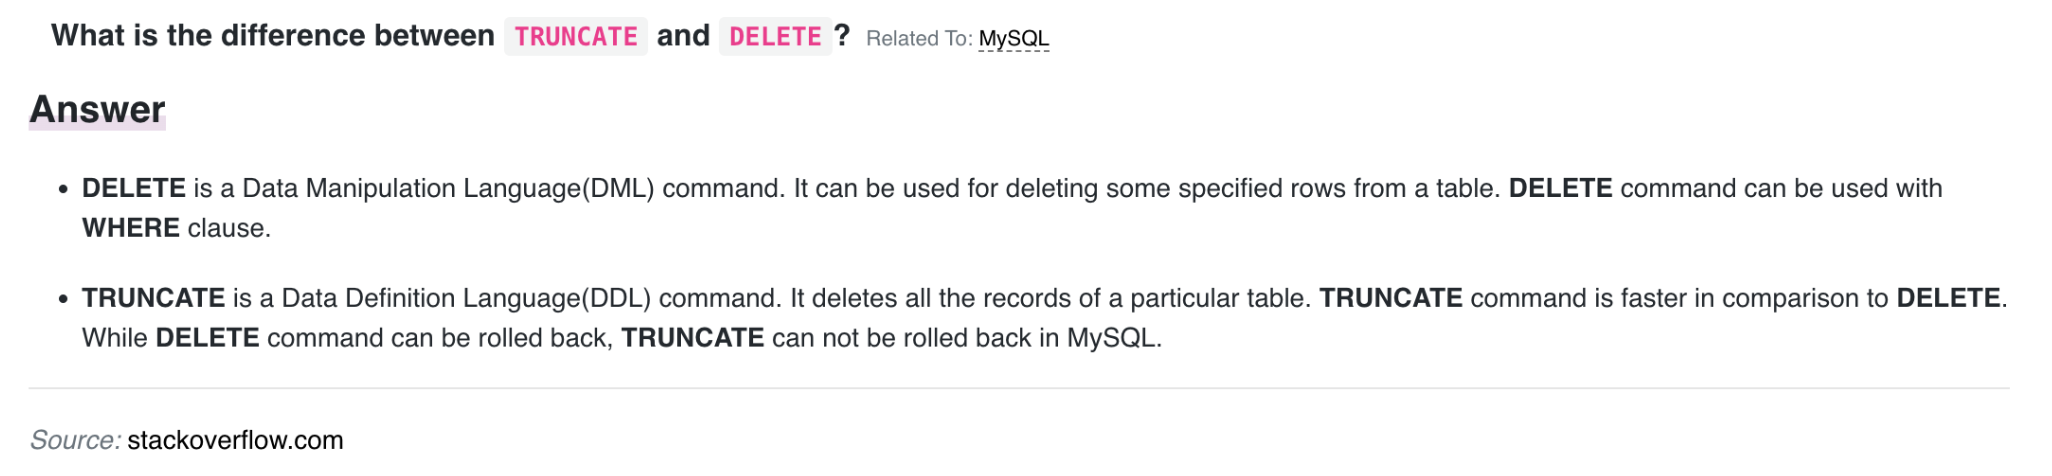 What is the difference between TRUNCATE and DELETE? Related To: MySQL
Answer
• DELETE is a Data Manipulation Language(DML) command. It can be used for deleting some specified rows from a table. DELETE command can be used with
WHERE clause.
• TRUNCATE is a Data Definition Language(DDL) command. It deletes all the records of a particular table. TRUNCATE command is faster in comparison to DELETE.
While DELETE command can be rolled back, TRUNCATE can not be rolled back in MySQL.
Source: stackoverflow.com